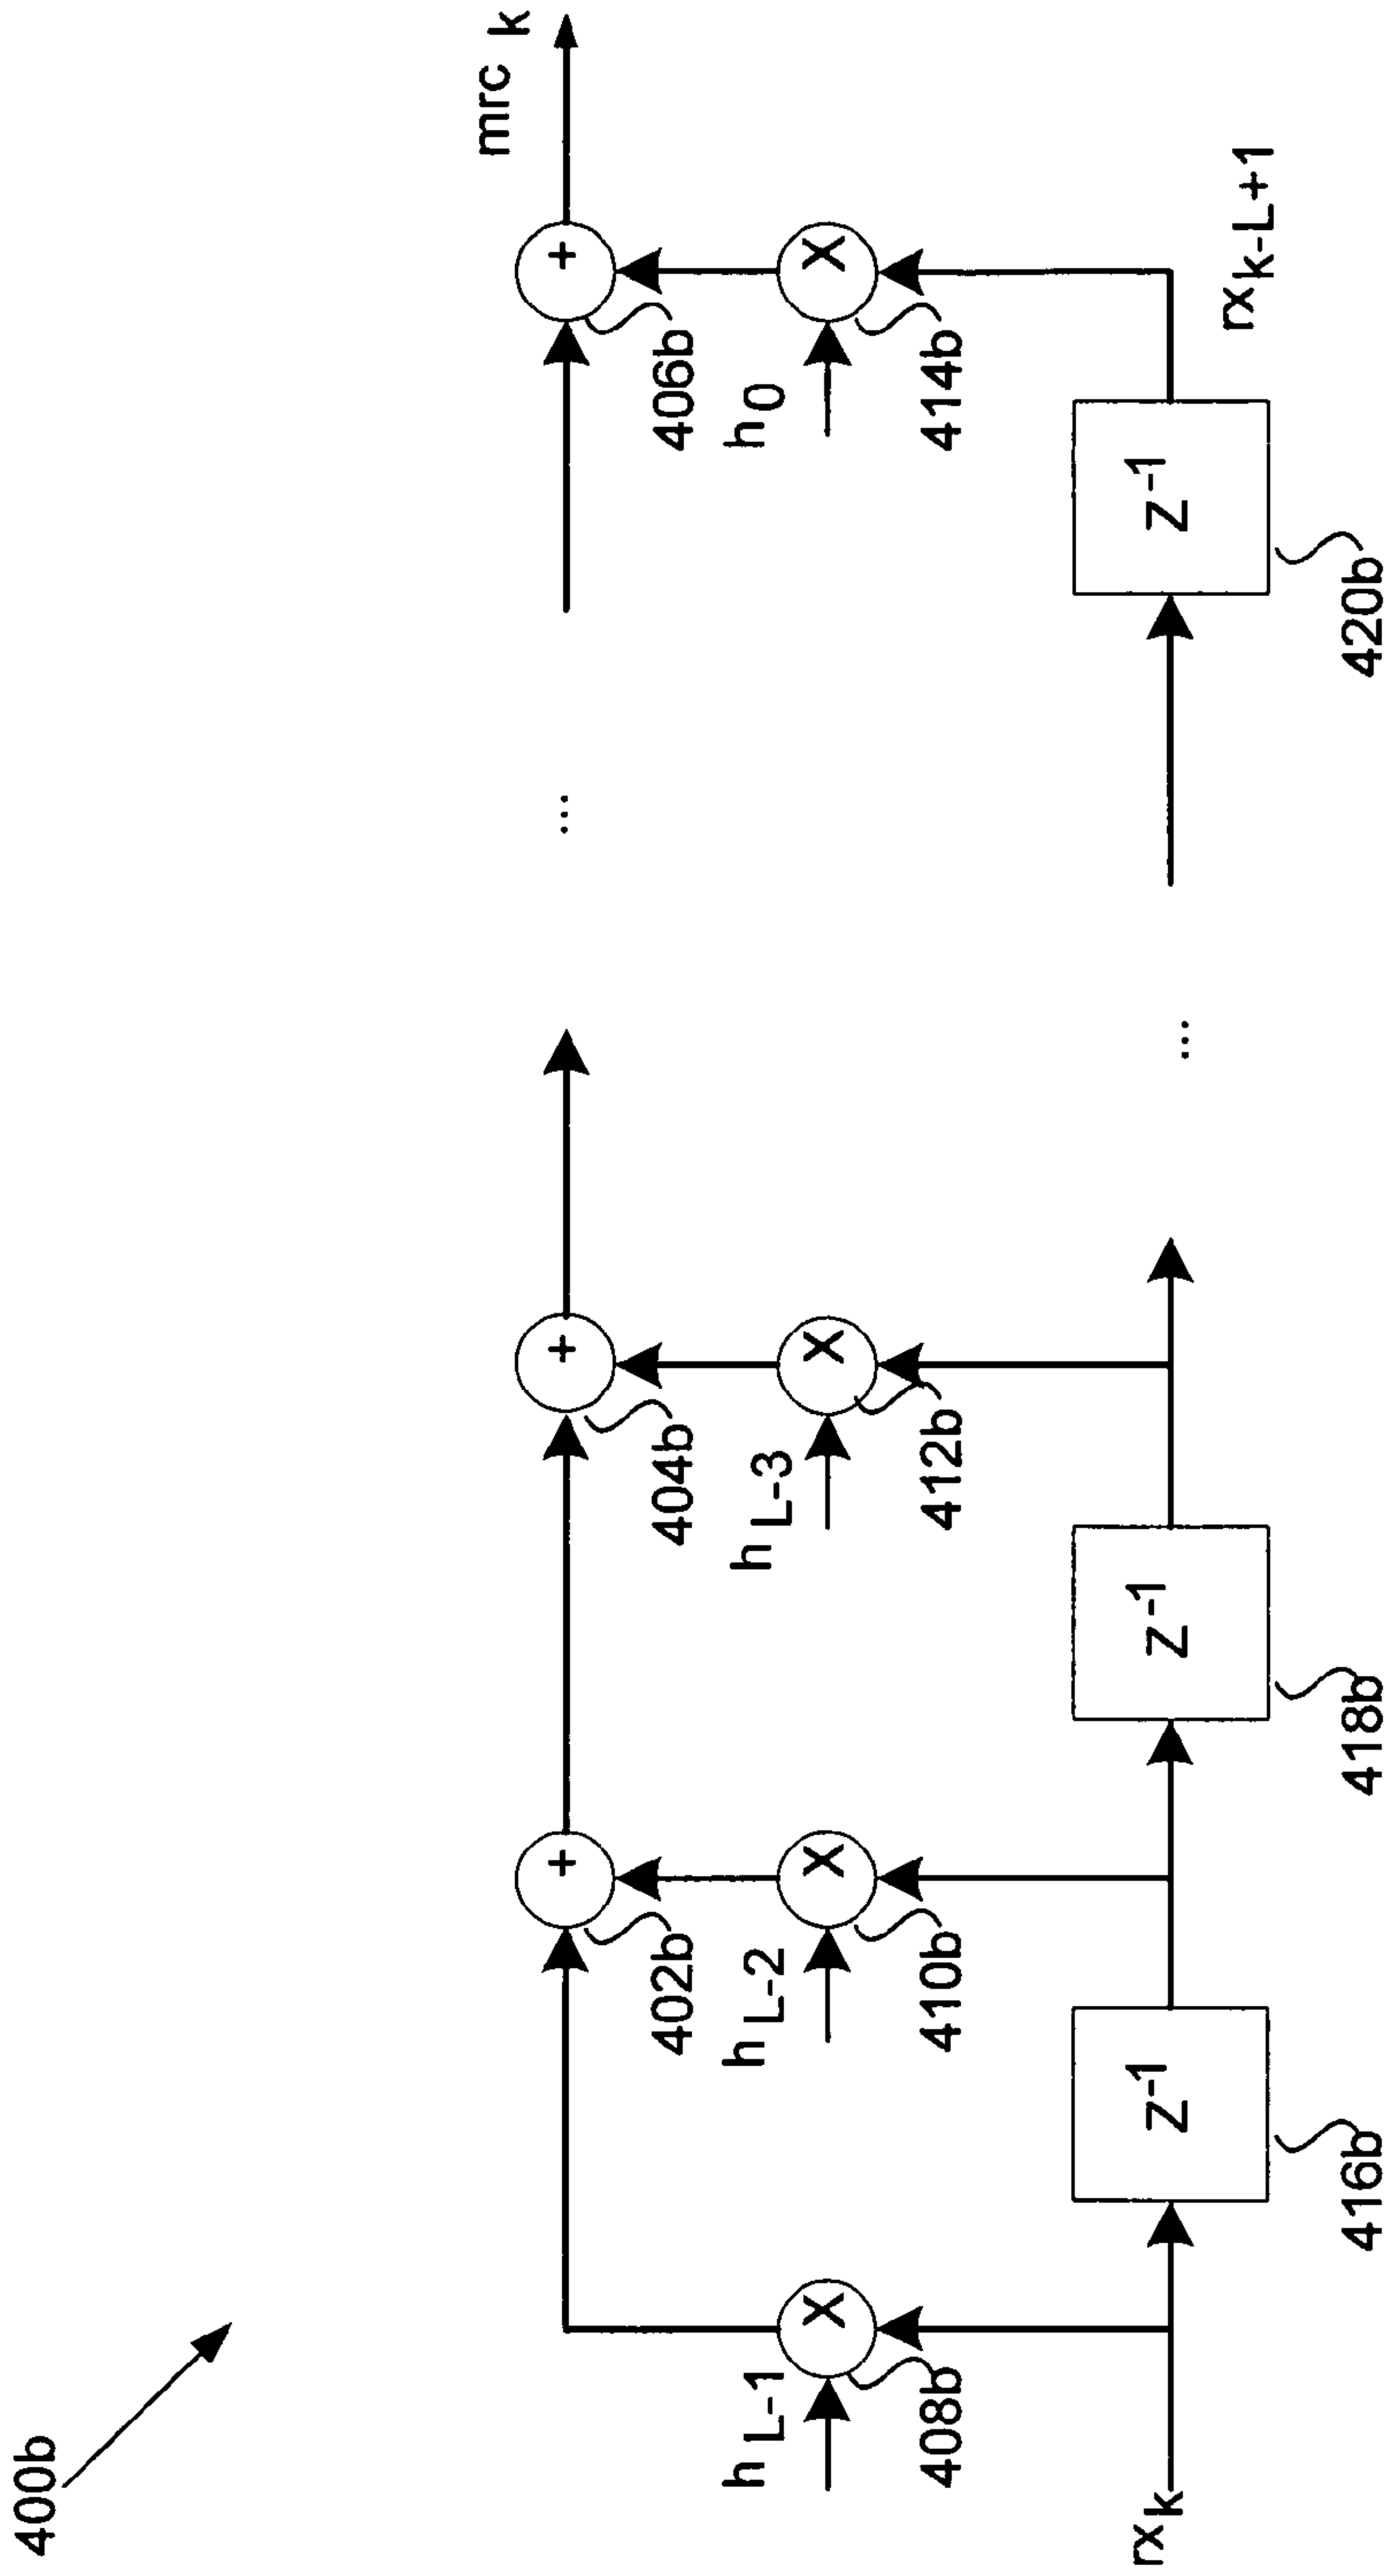 400b
mrc k
+
+
+
402b
404b
406b
...
h L-1
h L-2
h L-3
h 0
X
X
X
X
408b
410b
412b
414b
rx k
Z -1
Z -1
...
Z -1
rx k-L+1
416b
418b
420b